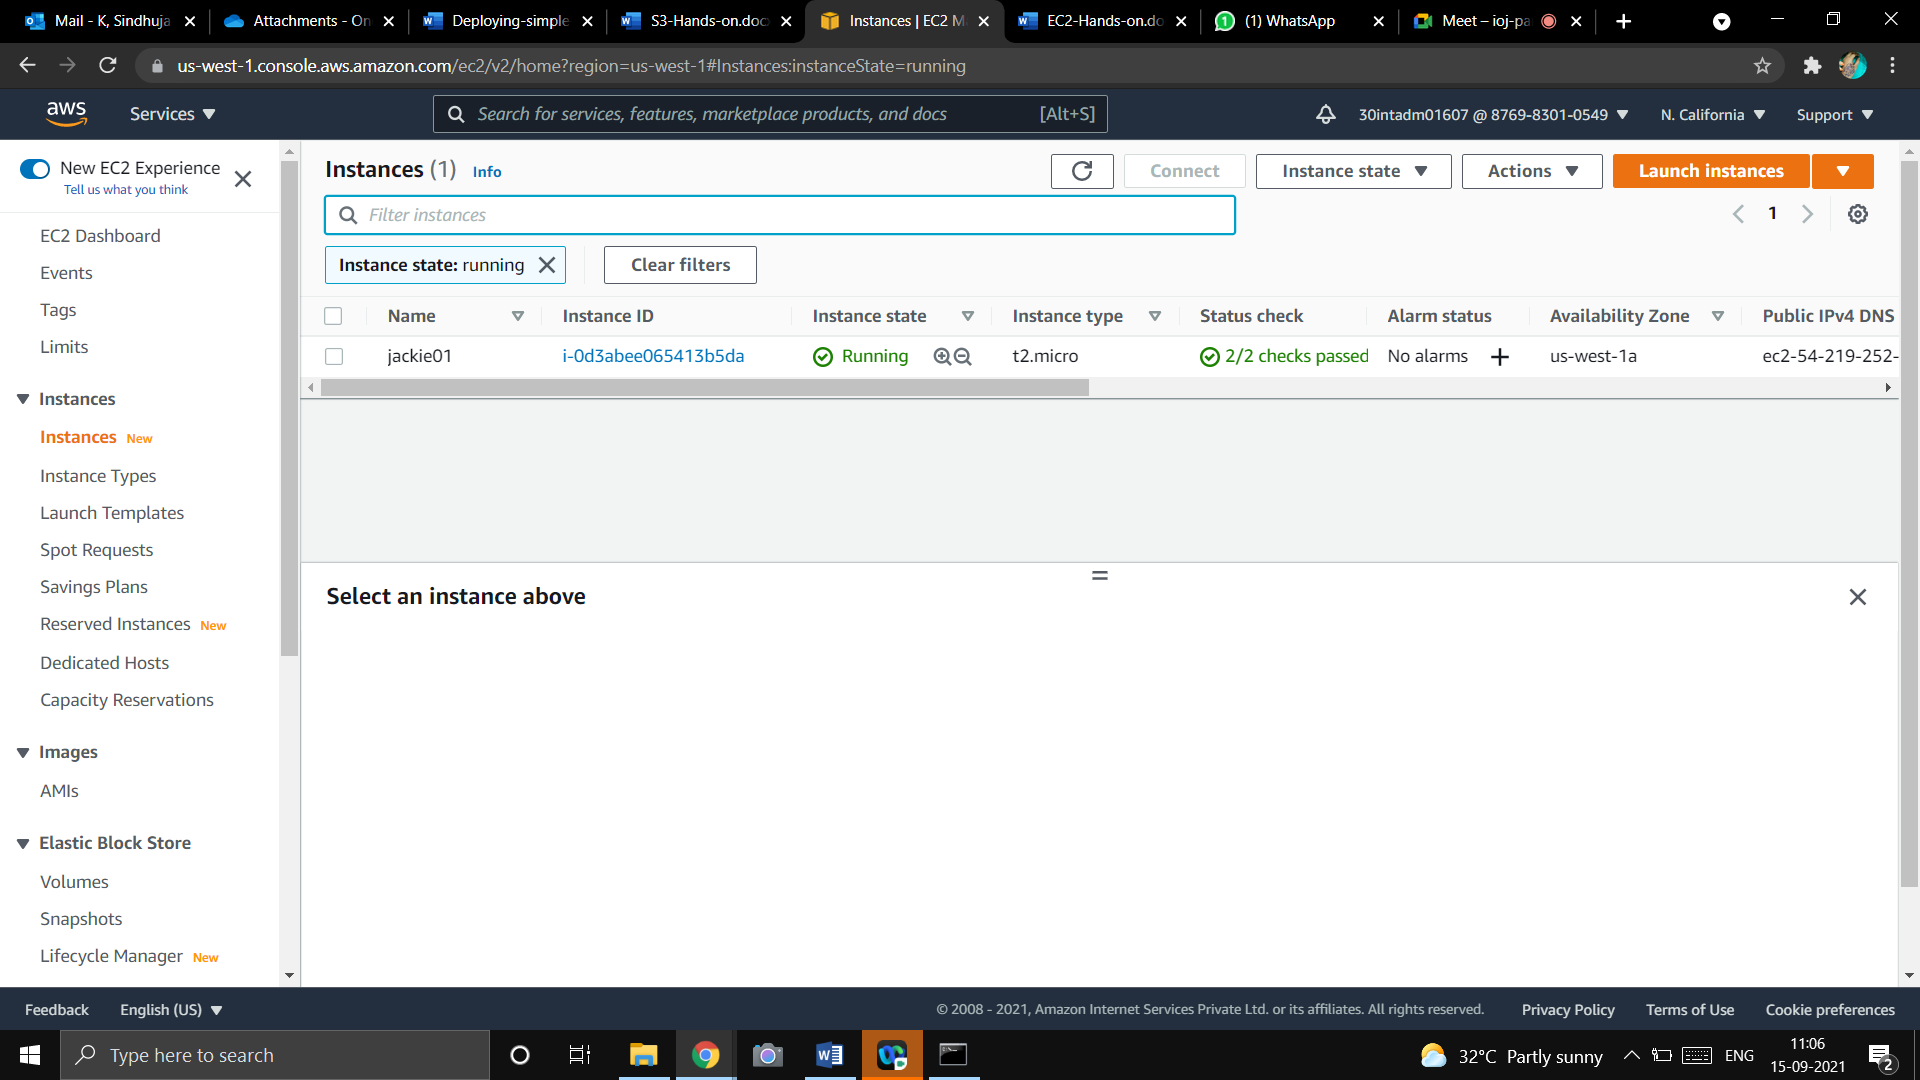 Mail - K, Sindhuja
Attachments - On
Deploying-simple
S3-Hands-on.doc
Instances | EC2 M
EC2-Hands-on.do
(1) WhatsApp
Meet – ioj-pa
us-west-1.console.aws.amazon.com/ec2/v2/home?region=us-west-1#Instances:instanceState=running
aws
Services
Search for services, features, marketplace products, and docs
[Alt+S]
30intadm01607 @ 8769-8301-0549
N. California
Support
New EC2 Experience
Tell us what you think
EC2 Dashboard
Events
Tags
Limits
Instances
Instances New
Instance Types
Launch Templates
Spot Requests
Savings Plans
Reserved Instances New
Dedicated Hosts
Capacity Reservations
Images
AMIs
Elastic Block Store
Volumes
Snapshots
Lifecycle Manager New
Instances (1) Info
Connect
Instance state
Actions
Launch instances
Filter instances
1
Instance state: running
Clear filters
Name Instance ID Instance state Instance type Status check Alarm status Availability Zone Public IPv4 DNS
jackie01 i-0d3abee065413b5da Running t2.micro 2/2 checks passed No alarms us-west-1a ec2-54-219-252-
Select an instance above
Feedback English (US)
© 2008 - 2021, Amazon Internet Services Private Ltd. or its affiliates. All rights reserved. Privacy Policy Terms of Use Cookie preferences
Type here to search
32°C Partly sunny
ENG
11:06
15-09-2021
2